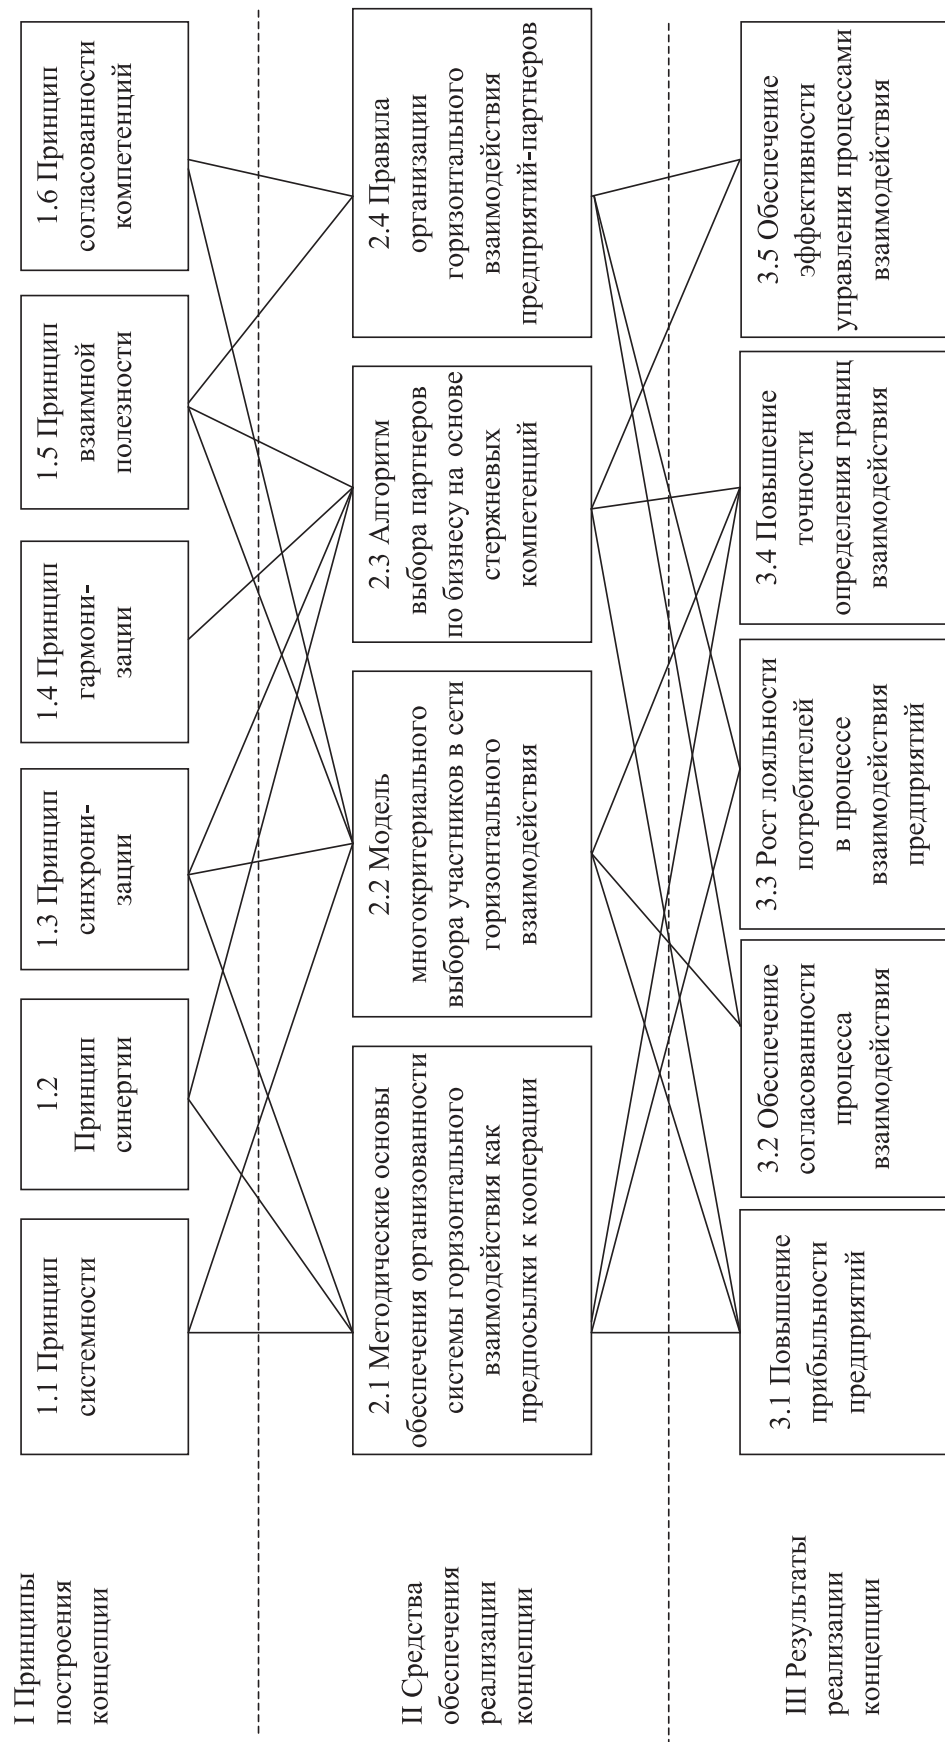 I Принципы
построения
концепции
1.1 Принцип
системности
1.2
Принцип
синергии
1.3 Принцип
синхрони-
зации
1.4 Принцип
гармони-
зации
1.5 Принцип
взаимной
полезности
1.6 Принцип
согласованности
компетенций
II Средства
обеспечения
реализации
концепции
2.1 Методические основы
обеспечения организованности
системы горизонтального
взаимодействия как
предпосылки к кооперации
2.2 Модель
многокритериального
выбора участников в сети
горизонтального
взаимодействия
2.3 Алгоритм
выбора партнеров
по бизнесу на основе
стержневых
компетенций
2.4 Правила
организации
горизонтального
взаимодействия
предприятий-партнеров
III Результаты
реализации
концепции
3.1 Повышение
прибыльности
предприятий
3.2 Обеспечение
согласованности
процесса
взаимодействия
3.3 Рост лояльности
потребителей
в процессе
взаимодействия
предприятий
3.4 Повышение
точности
определения границ
взаимодействия
3.5 Обеспечение
эффективности
управления процессами
взаимодействия